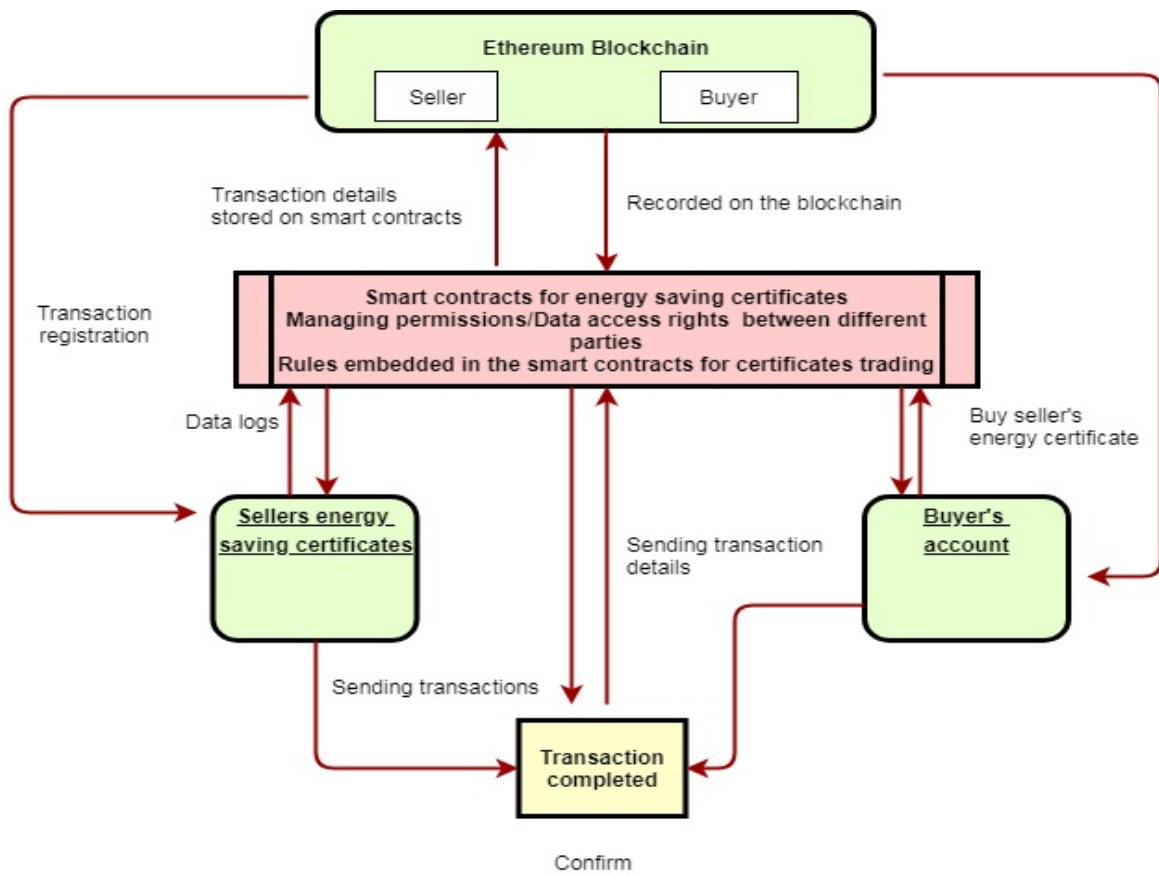 Ethereum Blockchain
Seller
Buyer
Transaction details
stored on smart contracts
Recorded on the blockchain
Smart contracts for energy saving certificates
Managing permissions/Data access rights between different
parties
Rules embedded in the smart contracts for certificates trading
Transaction
registration
Data logs
Buy seller's
energy certificate
Sellers energy
saving certificates
Sending transaction
details
Buyer's
account
Sending transactions
Transaction
completed
Confirm